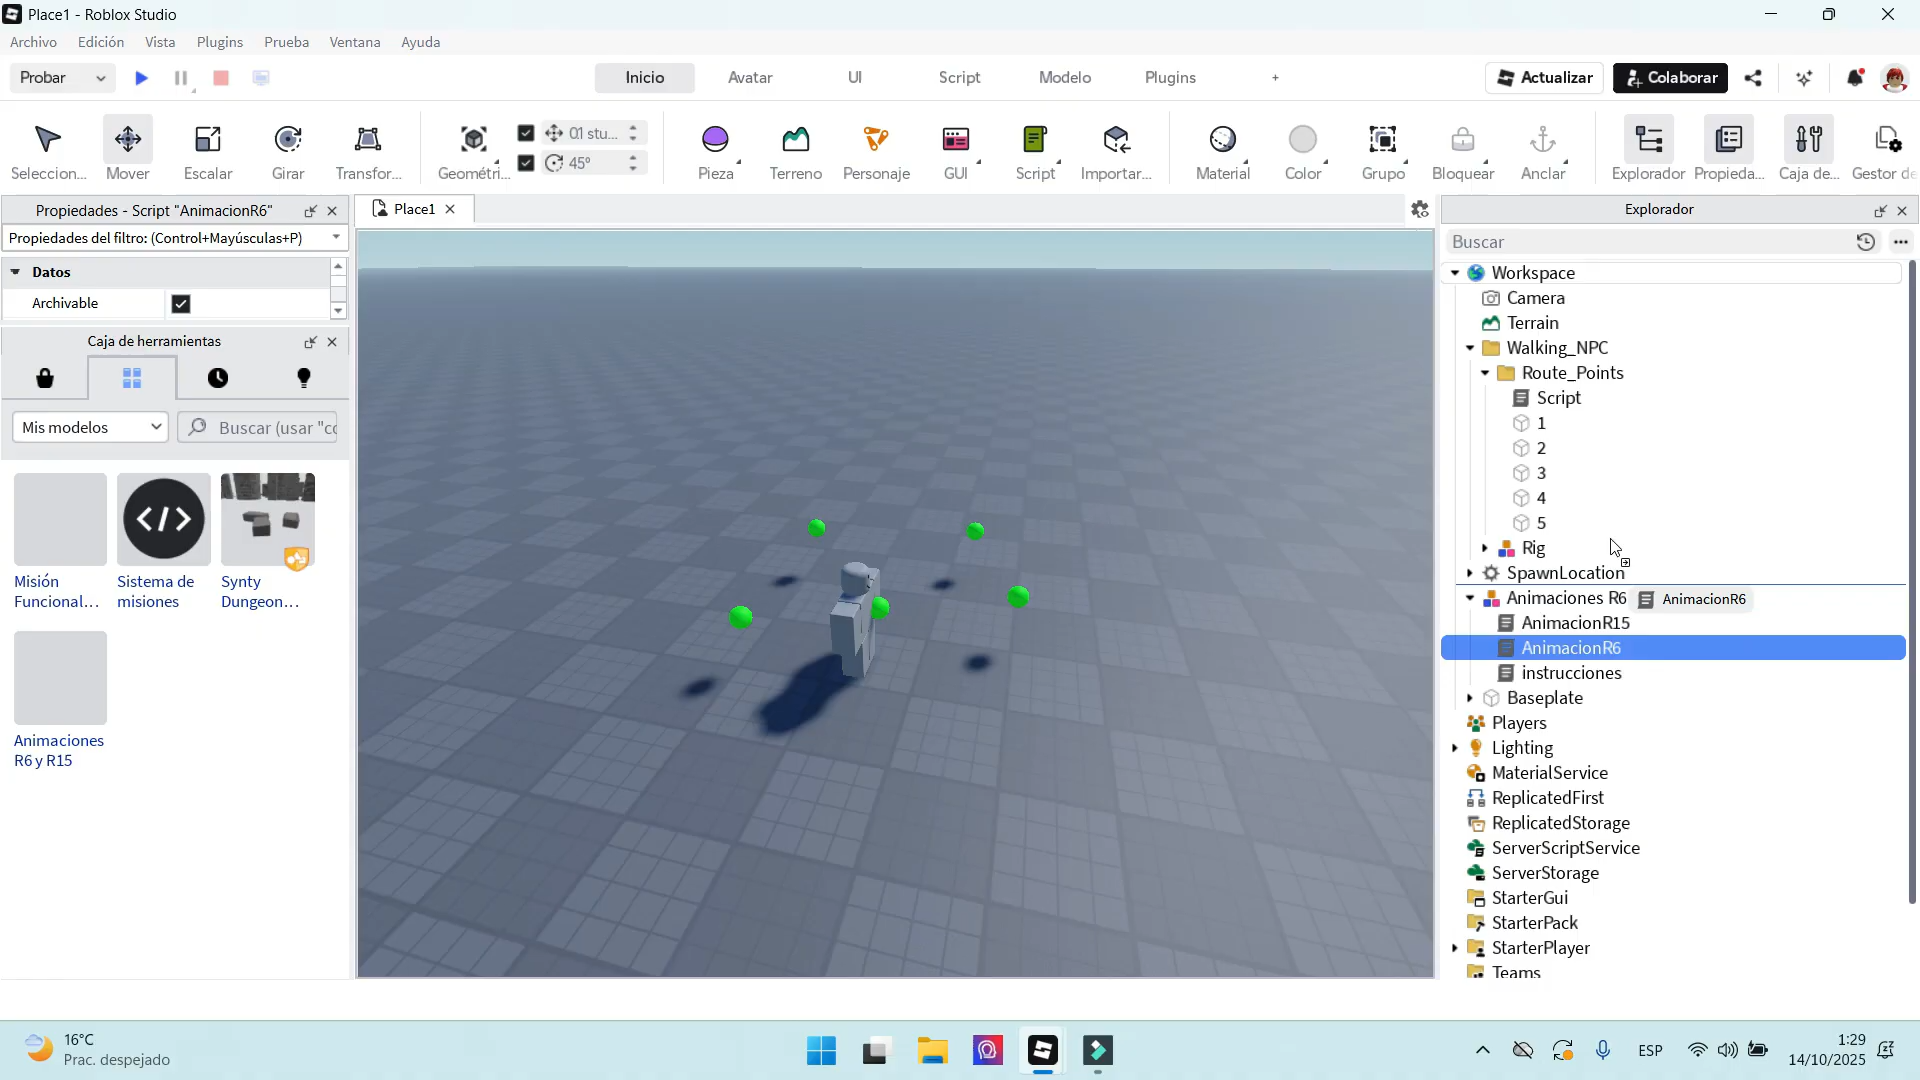 Place1 - Roblox Studio
Archivo Edición Vista Plugins Prueba Ventana Ayuda
Probar Inicio Avatar UI Script Modelo Plugins + Actualizar Colaborar
01 stu...
45°
Seleccion... Mover Escalar Girar Transfor... Geometrí... Pieza Terreno Personaje GUI Script Importar... Material Color Grupo Bloquear Anclar Explorador Propieda... Caja de... Gestor de
Propiedades - Script "AnimacionR6"
Place1
Explorador
Propiedades del filtro: (Control+Mayúsculas+P)
Buscar
Datos
Archivable
Caja de herramientas
Mis modelos
Buscar (usar "co
Misión
Funcional...
Sistema de
misiones
Synty
Dungeon...
Animaciones
R6 y R15
Workspace
Camera
Terrain
Walking_NPC
Route_Points
Script
1
2
3
4
5
Rig
SpawnLocation
Animaciones R6
AnimacionR6
AnimacionR15
AnimacionR6
instrucciones
Baseplate
Players
Lighting
MaterialService
ReplicatedFirst
ReplicatedStorage
ServerScriptService
ServerStorage
StarterGui
StarterPack
StarterPlayer
Teams
16°C
Prac. despejado
ESP
1:29
14/10/2025